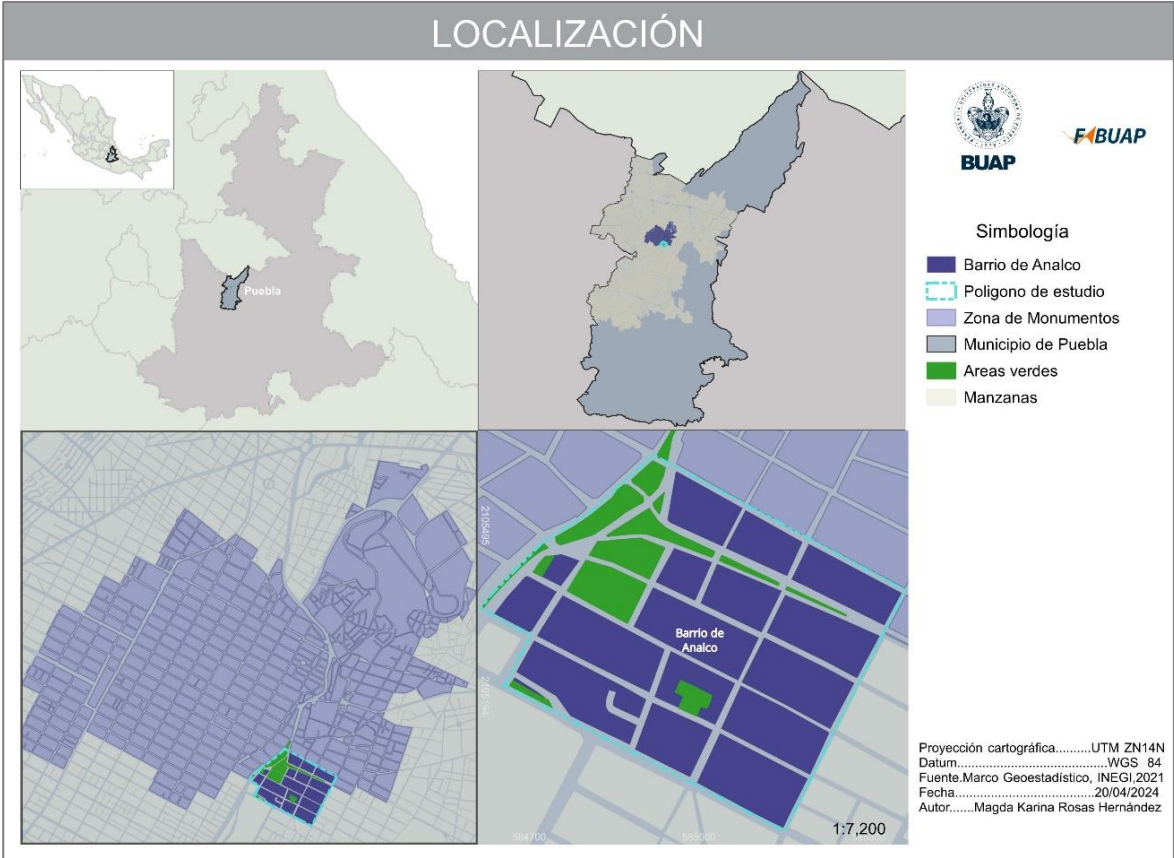 LOCALIZACIÓN
Puebla
BUAP
F BUAP
Simbología
Barrio de Analco
Poligono de estudio
Zona de Monumentos
Municipio de Puebla
Areas verdes
Manzanas
2105495
Barrio de
Analco
584700
585000
1:7,200
Proyección cartográfica..........UTM ZN14N
Datum...................................WGS 84
Fuente.Marco Geoestadístico, INEGI,2021
Fecha..................................20/04/2024
Autor.......Magda Karina Rosas Hernández